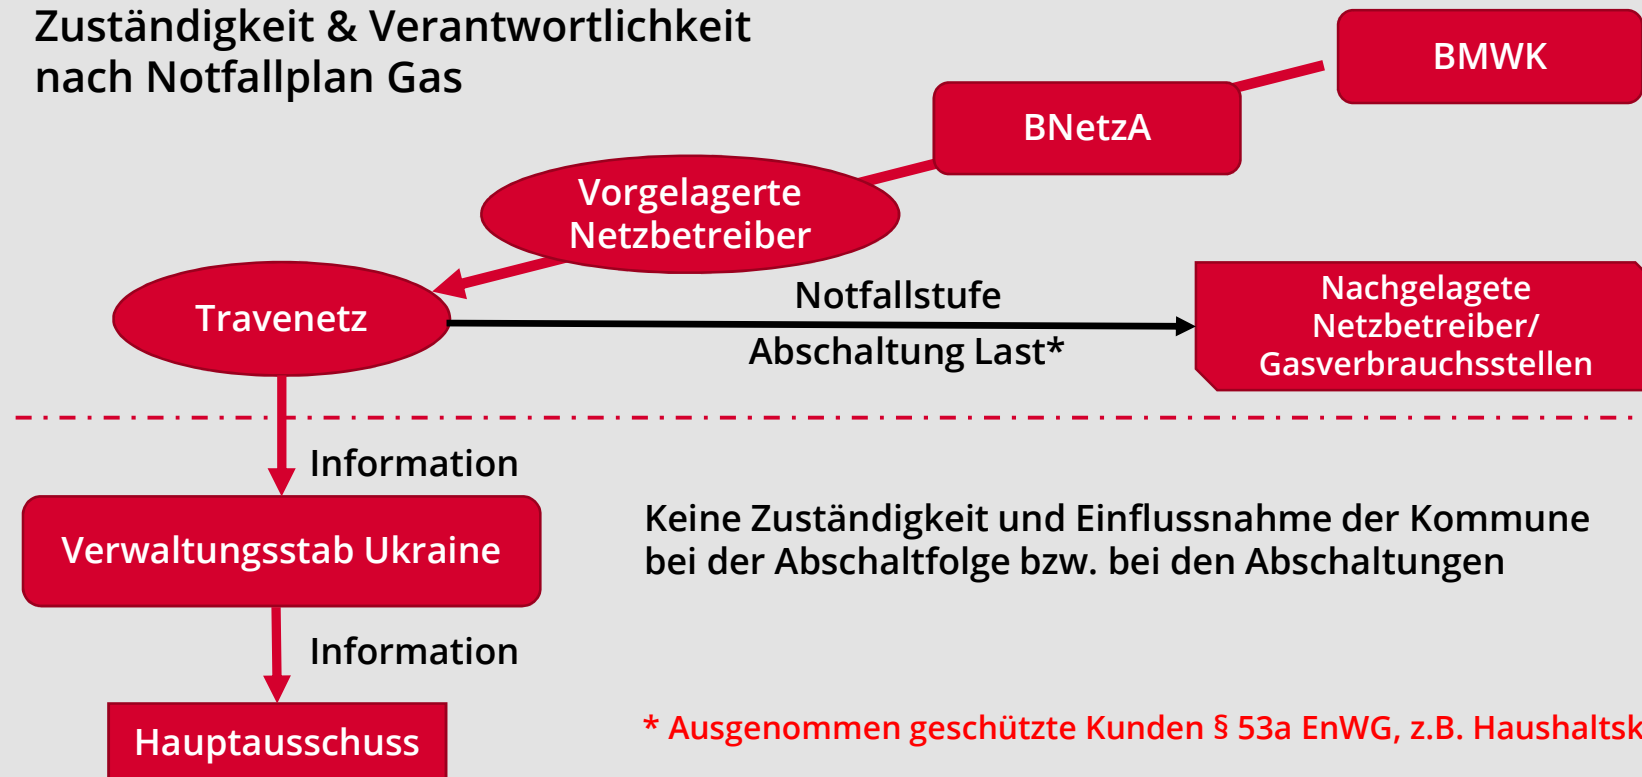 Zuständigkeit & Verantwortlichkeit
nach Notfallplan Gas
BMWK
BNetzA
Vorgelagerte
Netzbetreiber
Travenetz
Notfallstufe
Abschaltung Last*
Nachgelagete
Netzbetreiber/
Gasverbrauchsstellen
Information
Verwaltungsstab Ukraine
Keine Zuständigkeit und Einflussnahme der Kommune
bei der Abschaltfolge bzw. bei den Abschaltungen
Information
Hauptausschuss
* Ausgenommen geschützte Kunden § 53a EnWG, z.B. Haushaltsk